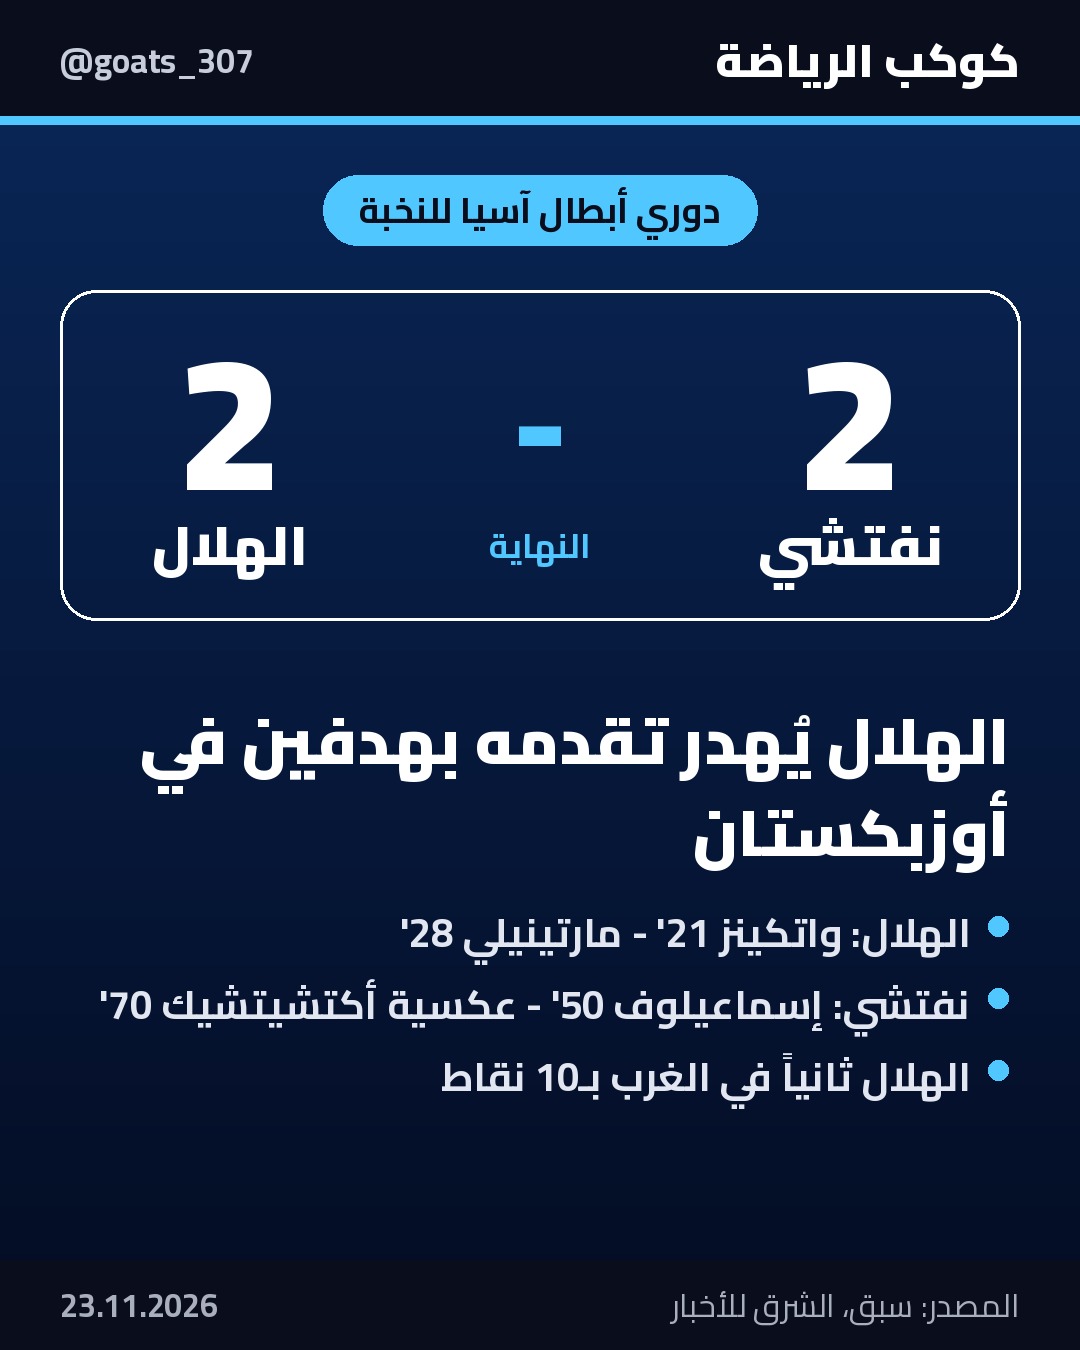 كوكب الرياضة
@goats_307
دوري أبطال آسيا للنخبة
2 - 2
نفتشي النهاية الهلال
الهلال يُهدر تقدمه بهدفين في
أوزبكستان
الهلال: واتكينز 21' - مارتينيلي 28'
نفتشي: إسماعيلوف 50' - عكسية أكتشيتشيك 70'
الهلال ثانياً في الغرب بـ10 نقاط
المصدر: سبق، الشرق للأخبار
23.11.2026